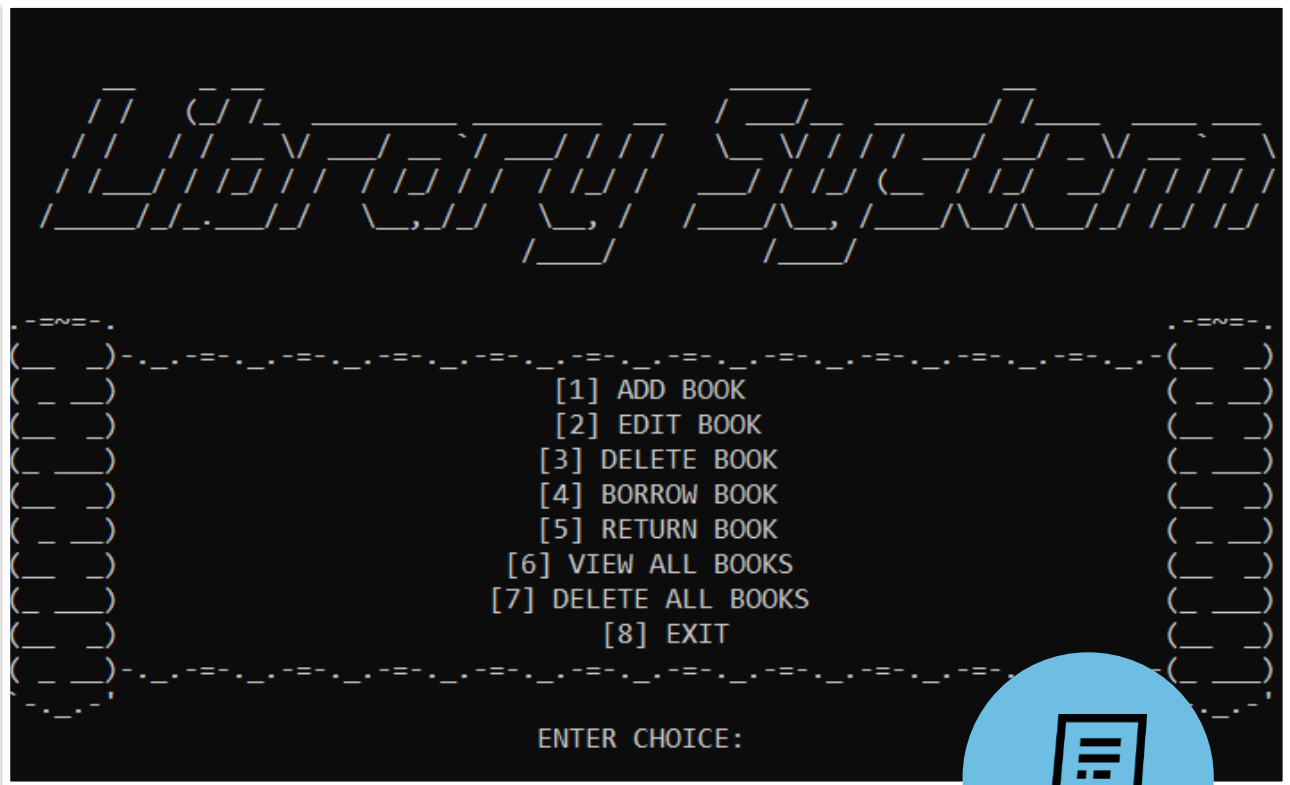 Library System
[1] ADD BOOK
[2] EDIT BOOK
[3] DELETE BOOK
[4] BORROW BOOK
[5] RETURN BOOK
[6] VIEW ALL BOOKS
[7] DELETE ALL BOOKS
[8] EXIT
ENTER CHOICE: